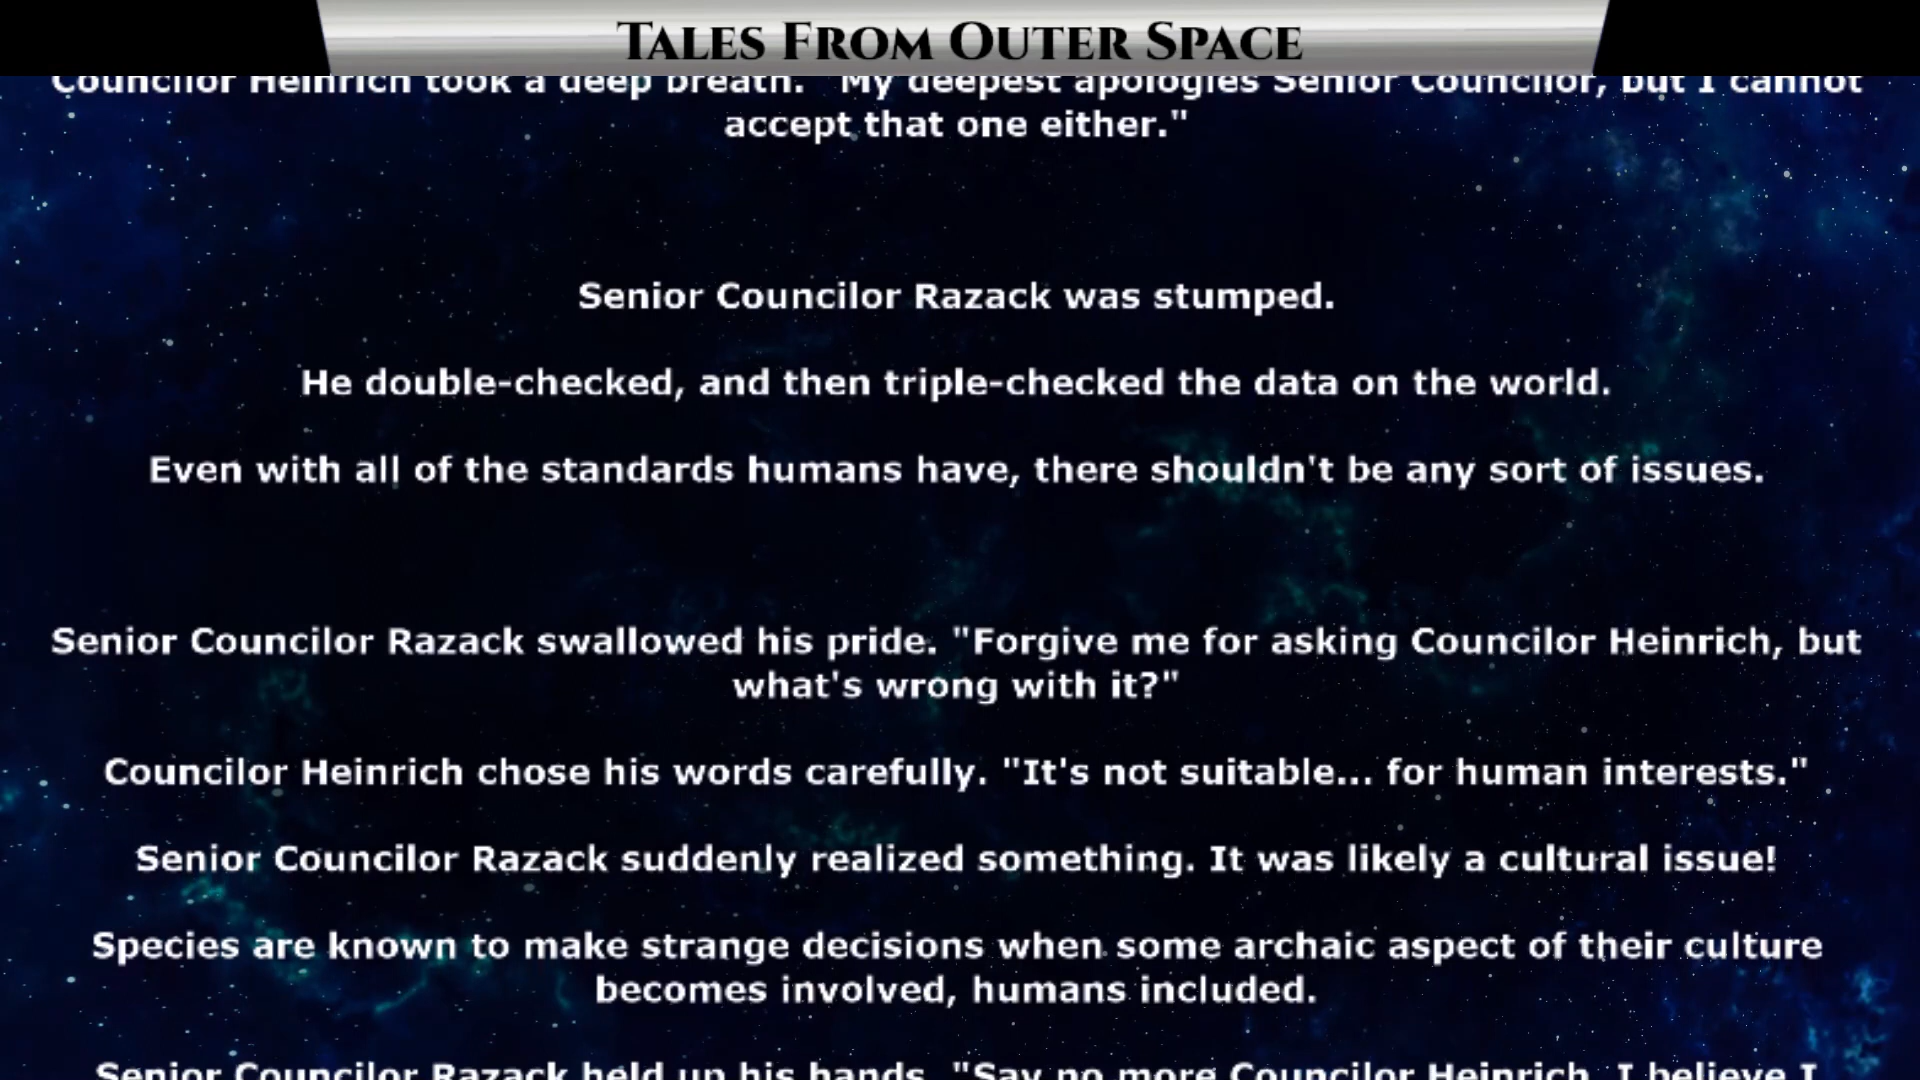 Tales From Outer Space
Councilor Heinrich took a deep breath. "My deepest apologies Senior Councilor, but I cannot
accept that one either."
Senior Councilor Razack was stumped.
He double-checked, and then triple-checked the data on the world.
Even with all of the standards humans have, there shouldn't be any sort of issues.
Senior Councilor Razack swallowed his pride. "Forgive me for asking Councilor Heinrich, but
what's wrong with it?"
Councilor Heinrich chose his words carefully. "It's not suitable... for human interests."
Senior Councilor Razack suddenly realized something. It was likely a cultural issue!
Species are known to make strange decisions when some archaic aspect of their culture
becomes involved, humans included.
Senior Councilor Razack held up his hands. "Say no more Councilor Heinrich, I believe I